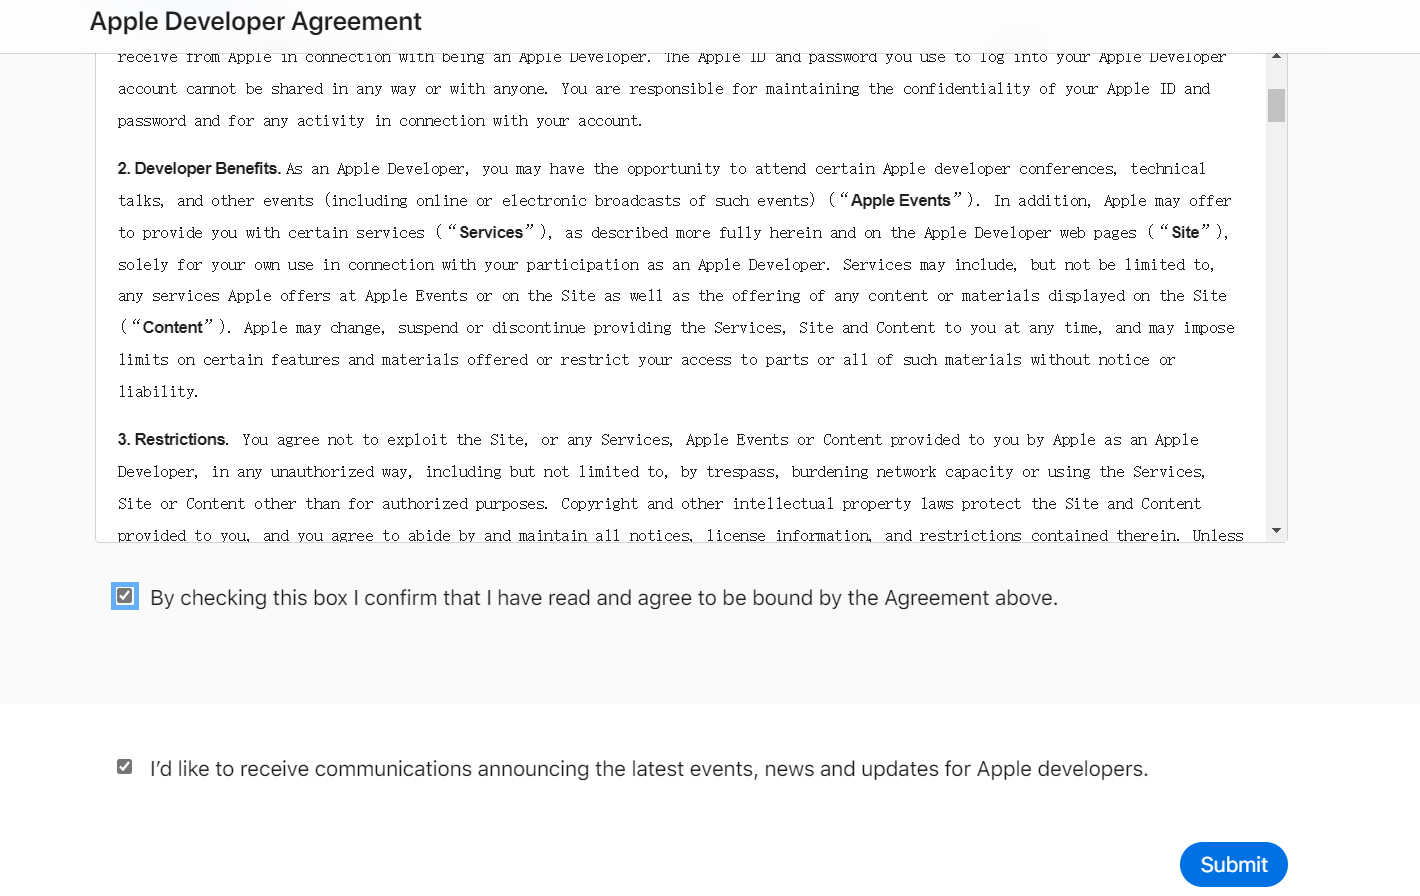 Apple Developer Agreement
receive from Apple in connection with being an Apple Developer. The Apple ID and password you use to log into your Apple Developer
account cannot be shared in any way or with anyone. You are responsible for maintaining the confidentiality of your Apple ID and
password and for any activity in connection with your account.
2. Developer Benefits. As an Apple Developer, you may have the opportunity to attend certain Apple developer conferences, technical
talks, and other events (including online or electronic broadcasts of such events) (“Apple Events”). In addition, Apple may offer
to provide you with certain services (“Services”), as described more fully herein and on the Apple Developer web pages (“Site”),
solely for your own use in connection with your participation as an Apple Developer. Services may include, but not be limited to,
any services Apple offers at Apple Events or on the Site as well as the offering of any content or materials displayed on the Site
(“Content”). Apple may change, suspend or discontinue providing the Services, Site and Content to you at any time, and may impose
limits on certain features and materials offered or restrict your access to parts or all of such materials without notice or
liability.
3. Restrictions. You agree not to exploit the Site, or any Services, Apple Events or Content provided to you by Apple as an Apple
Developer, in any unauthorized way, including but not limited to, by trespass, burdening network capacity or using the Services,
Site or Content other than for authorized purposes. Copyright and other intellectual property laws protect the Site and Content
provided to you, and you agree to abide by and maintain all notices, license information, and restrictions contained therein. Unless
By checking this box I confirm that I have read and agree to be bound by the Agreement above.
I’d like to receive communications announcing the latest events, news and updates for Apple developers.
Submit